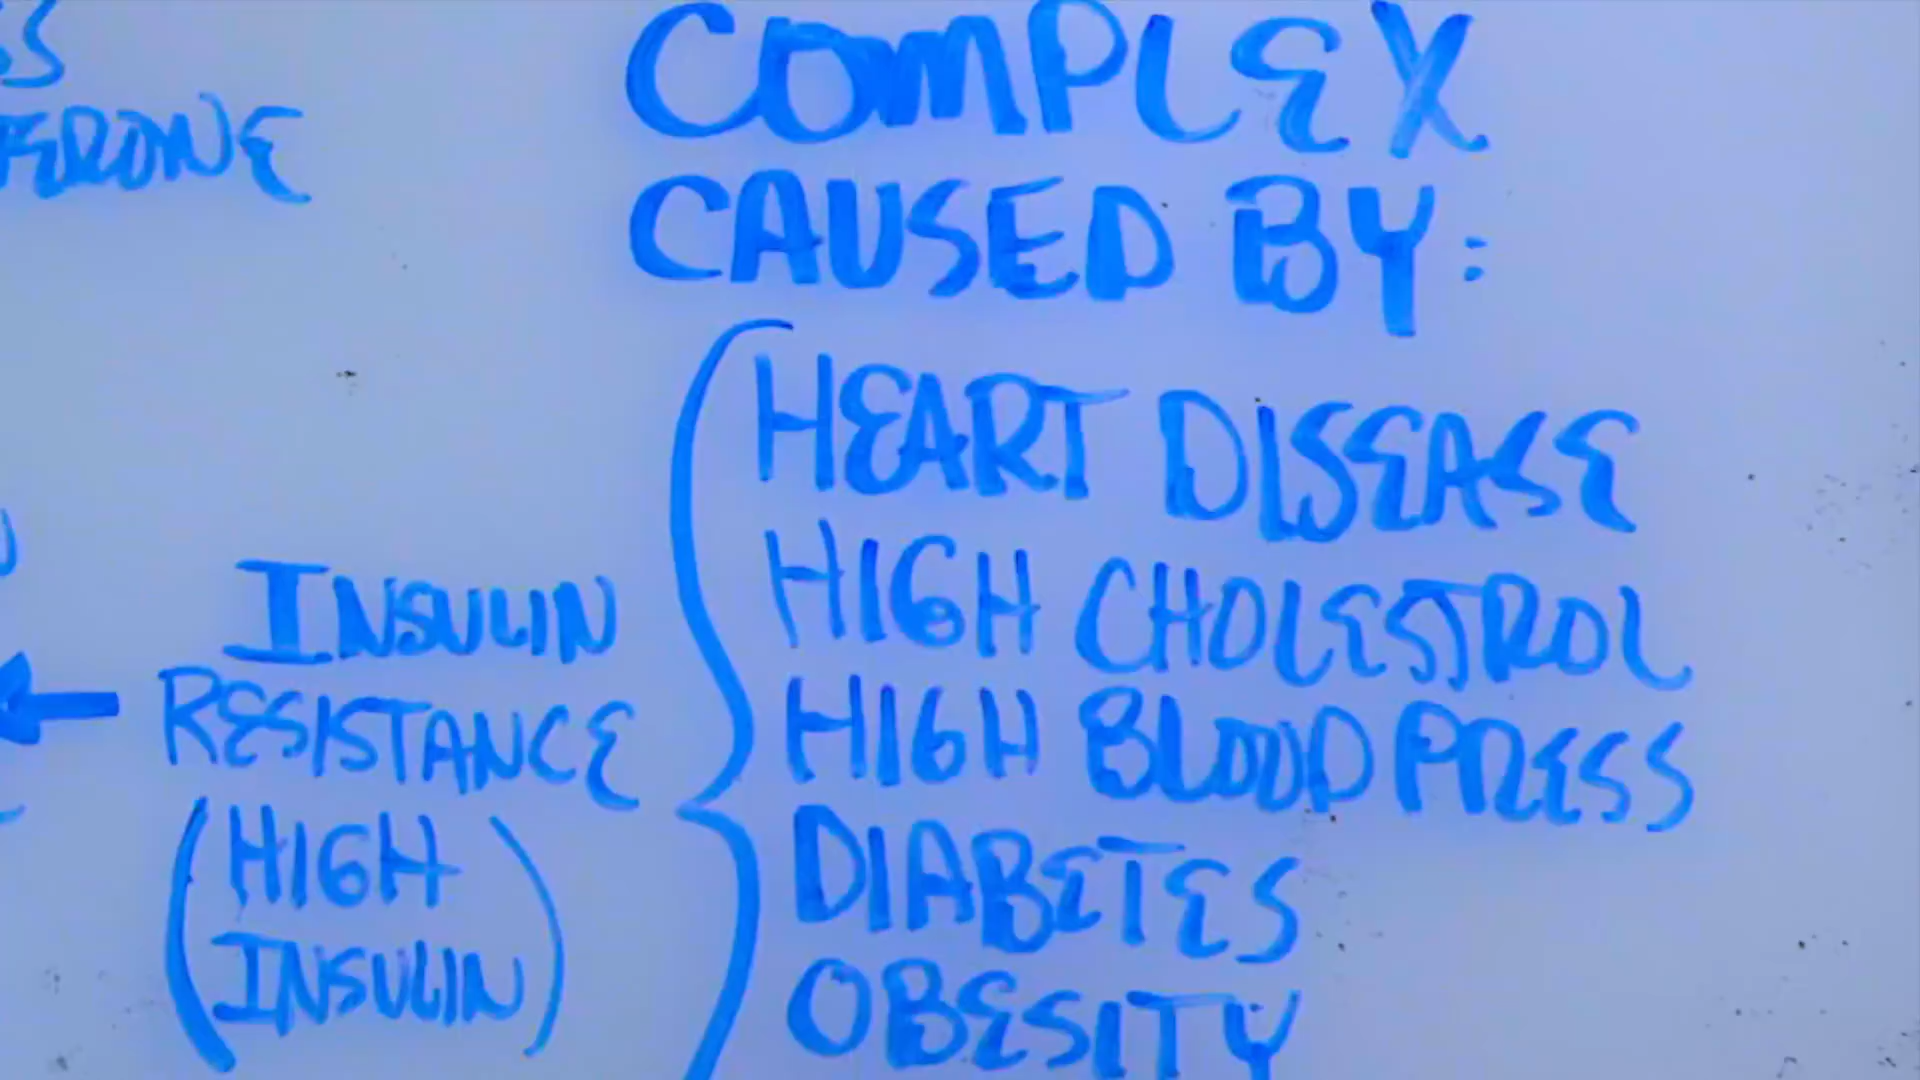 COMPLEX
CAUSED BY:
HEART DISEASE
HIGH CHOLESTROL
HIGH BLOOD PRESS
DIABETES
OBESITY
INSULIN
RESISTANCE
(HIGH
INSULIN)